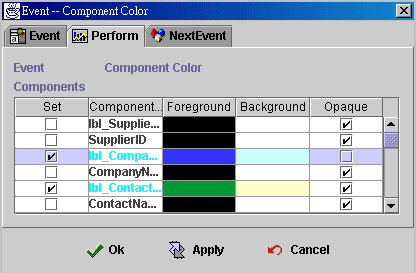 Event -- Component Color
Event Perform NextEvent
Event Component Color
Components
Set Component... Foreground Background Opaque
lbl_Supplie...
SupplierID
lbl_Compa...
CompanyN...
lbl_Contact...
ContactNa...
Ok Apply Cancel